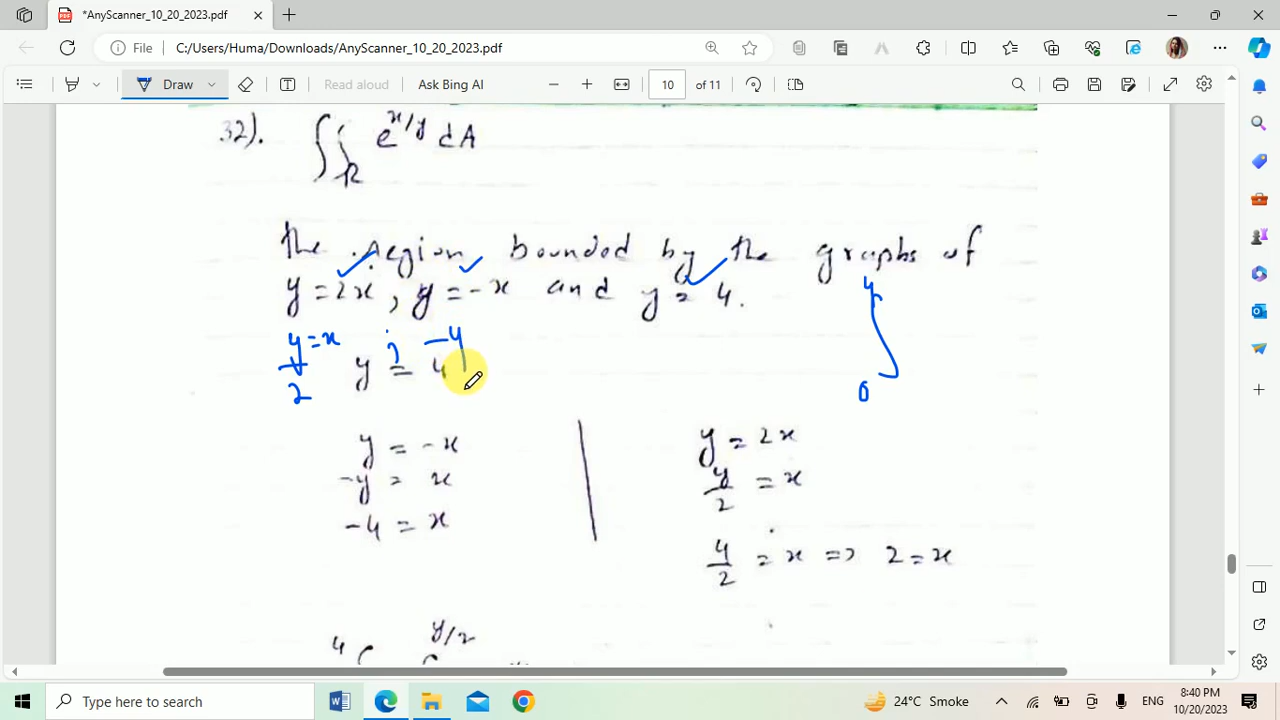 *AnyScanner_10_20_2023.pdf
File C:/Users/Huma/Downloads/AnyScanner_10_20_2023.pdf
Draw Read aloud Ask Bing AI 10 of 11
32). ∫∫_R e^{x/y} dA
the region bounded by the graphs of
y = 2x, y = -x and y = 4.
y/2 = x ; -y
y = 4
4
0
y = -x
-y = x
-4 = x
y = 2x
y/2 = x
4/2 = x => 2 = x
4 y/2
Type here to search
24°C Smoke
ENG
8:40 PM
10/20/2023